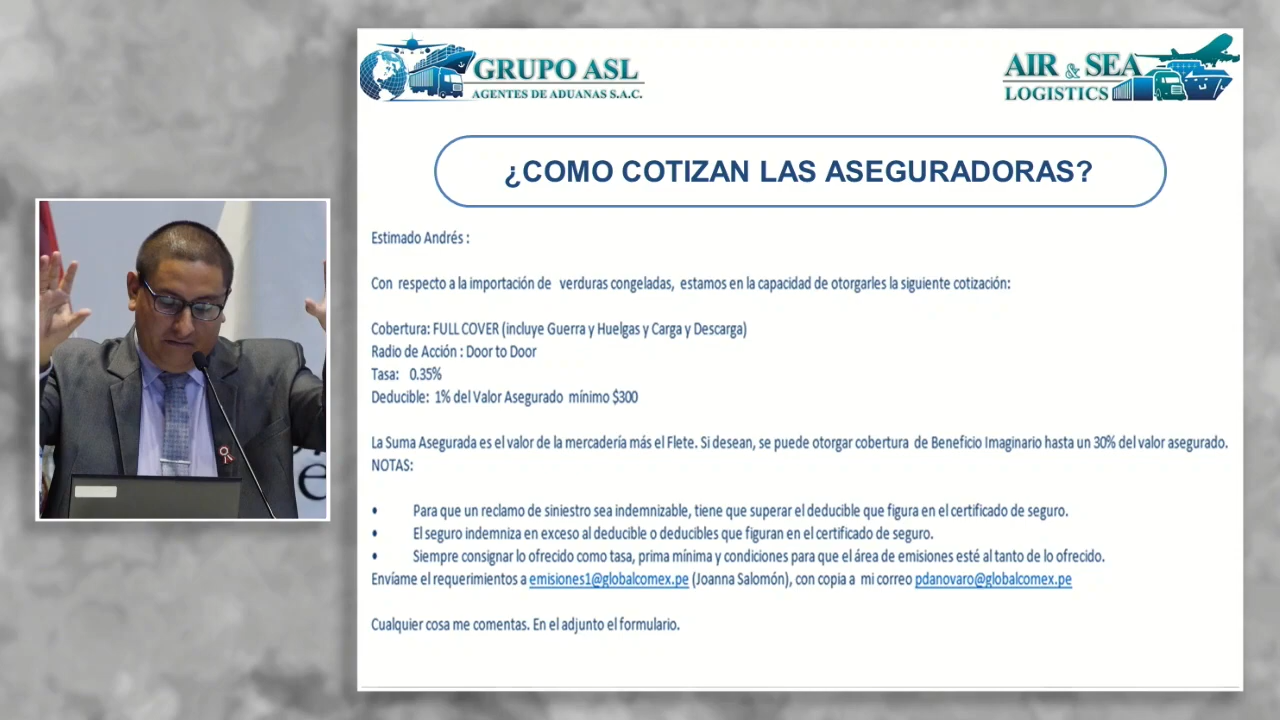 GRUPO ASL
AGENTES DE ADUANAS S.A.C.
AIR & SEA
LOGISTICS
¿COMO COTIZAN LAS ASEGURADORAS?
Estimado Andrés :
Con respecto a la importación de verduras congeladas, estamos en la capacidad de otorgarles la siguiente cotización:
Cobertura: FULL COVER (incluye Guerra y Huelgas y Carga y Descarga)
Radio de Acción : Door to Door
Tasa: 0.35%
Deducible: 1% del Valor Asegurado mínimo $300
La Suma Asegurada es el valor de la mercadería más el Flete. Si desean, se puede otorgar cobertura de Beneficio Imaginario hasta un 30% del valor asegurado.
NOTAS:
• Para que un reclamo de siniestro sea indemnizable, tiene que superar el deducible que figura en el certificado de seguro.
• El seguro indemniza en exceso al deducible o deducibles que figuran en el certificado de seguro.
• Siempre consignar lo ofrecido como tasa, prima mínima y condiciones para que el área de emisiones esté al tanto de lo ofrecido.
Envíame el requerimientos a emisiones1@globalcomex.pe (Joanna Salomón), con copia a mi correo pdanovaro@globalcomex.pe
Cualquier cosa me comentas. En el adjunto el formulario.